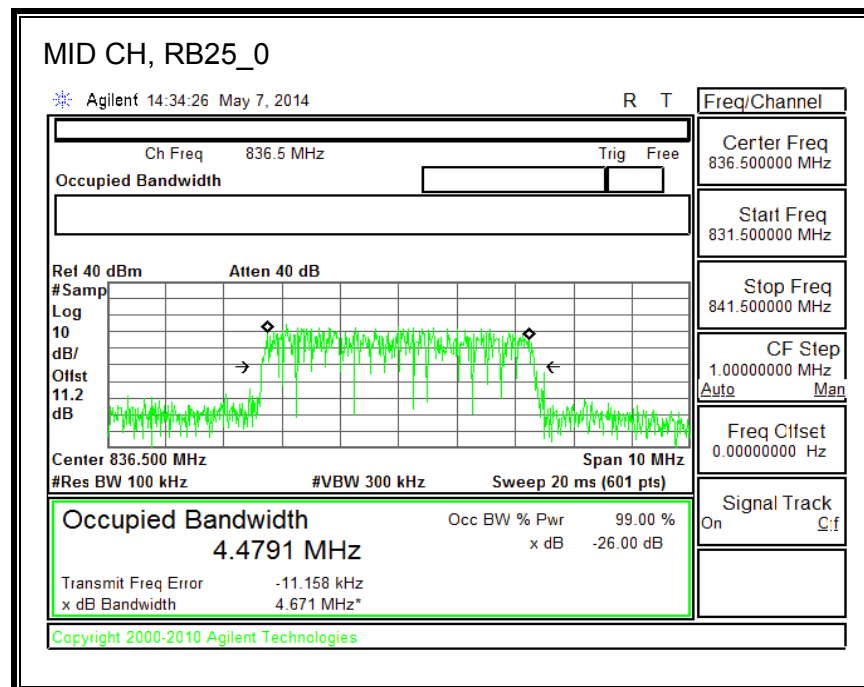 MID CH, RB25_0
Agilent 14:34:26 May 7, 2014 R T
Freq/Channel
Ch Freq 836.5 MHz Trig Free
Occupied Bandwidth
Center Freq
836.500000 MHz
Start Freq
831.500000 MHz
Stop Freq
841.500000 MHz
CF Step
1.00000000 MHz
Auto Man
Freq Offset
0.00000000 Hz
Signal Track
On Off
Ref 40 dBm Atten 40 dB
#Samp
Log
10
dB/
Offst
11.2
dB
Center 836.500 MHz Span 10 MHz
#Res BW 100 kHz #VBW 300 kHz Sweep 20 ms (601 pts)
Occupied Bandwidth
4.4791 MHz
Occ BW % Pwr 99.00 %
x dB -26.00 dB
Transmit Freq Error -11.158 kHz
x dB Bandwidth 4.671 MHz*
Copyright 2000-2010 Agilent Technologies